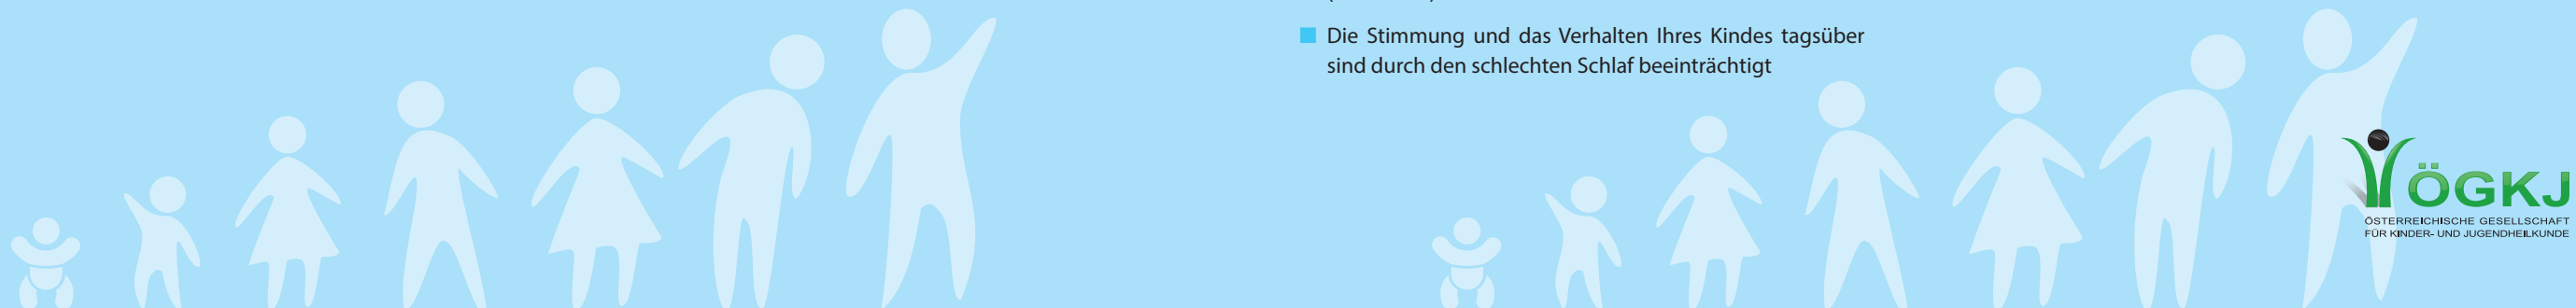 Die Stimmung und das Verhalten Ihres Kindes tagsüber
sind durch den schlechten Schlaf beeinträchtigt
ÖGKJ
ÖSTERREICHISCHE GESELLSCHAFT
FÜR KINDER- UND JUGENDHEILKUNDE